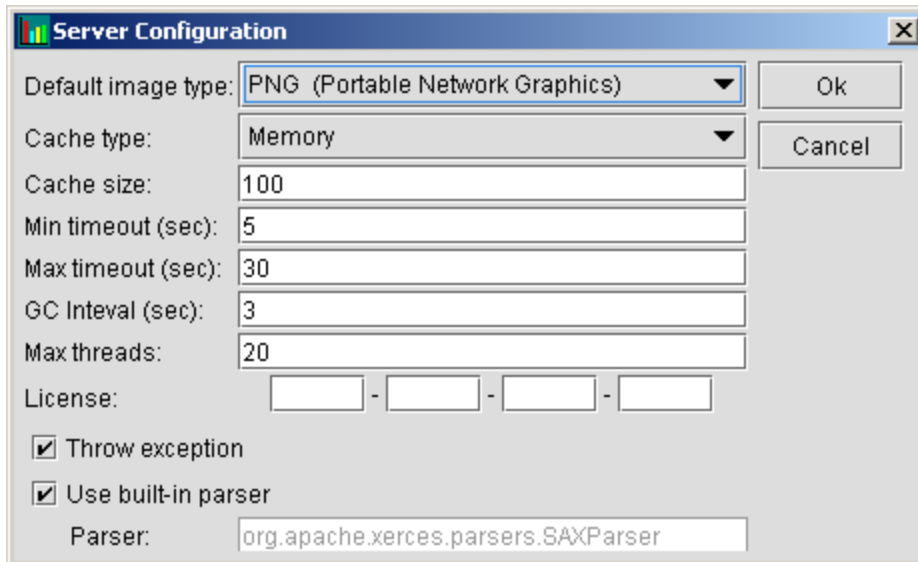 Server Configuration
Default image type: PNG (Portable Network Graphics) Ok
Cache type: Memory Cancel
Cache size: 100
Min timeout (sec): 5
Max timeout (sec): 30
GC Inteval (sec): 3
Max threads: 20
License: - - -
Throw exception
Use built-in parser
Parser: org.apache.xerces.parsers.SAXParser